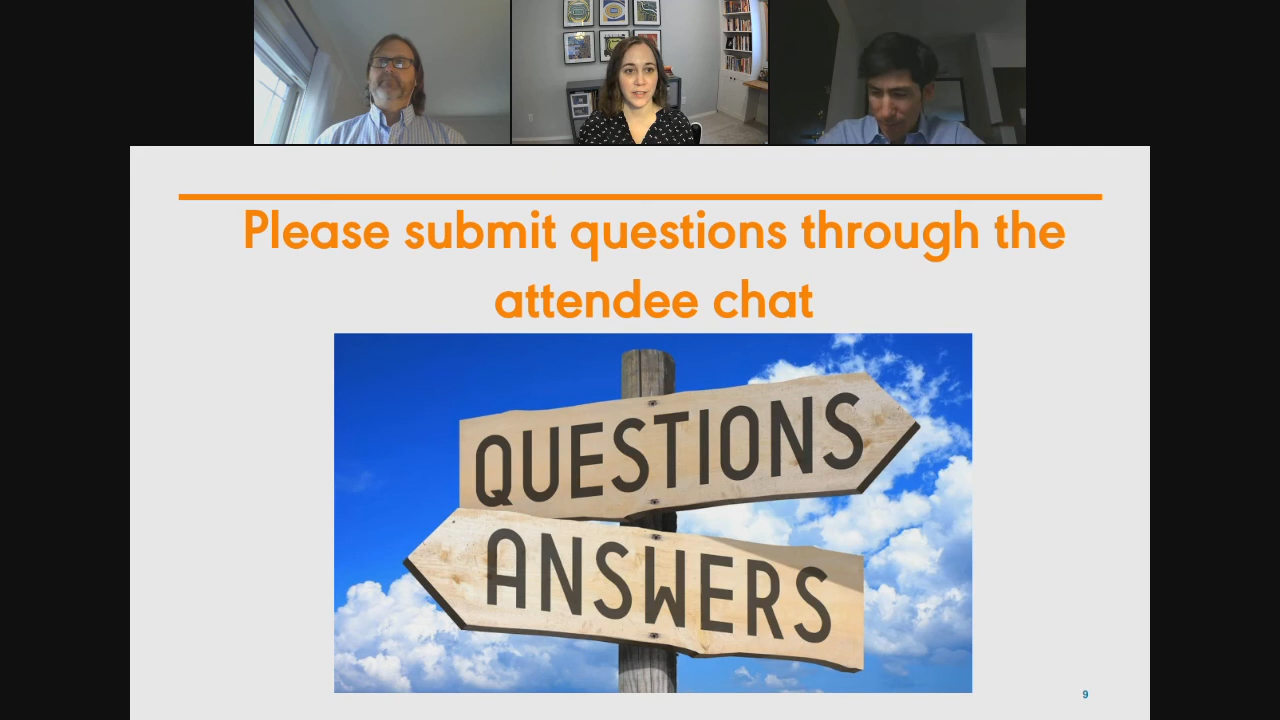 Please submit questions through the
attendee chat
QUESTIONS
ANSWERS
9